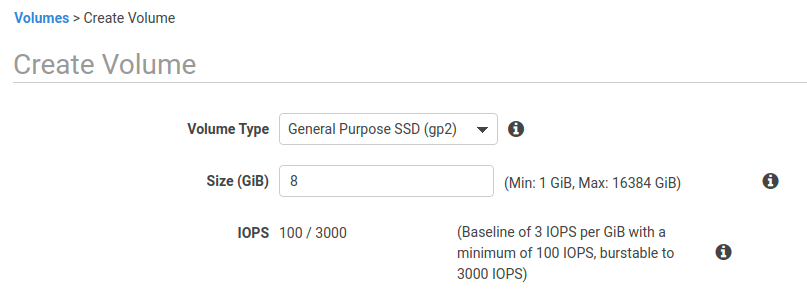 Volumes > Create Volume
Create Volume
Volume Type General Purpose SSD (gp2)
Size (GiB) 8 (Min: 1 GiB, Max: 16384 GiB)
IOPS 100 / 3000 (Baseline of 3 IOPS per GiB with a
minimum of 100 IOPS, burstable to
3000 IOPS)